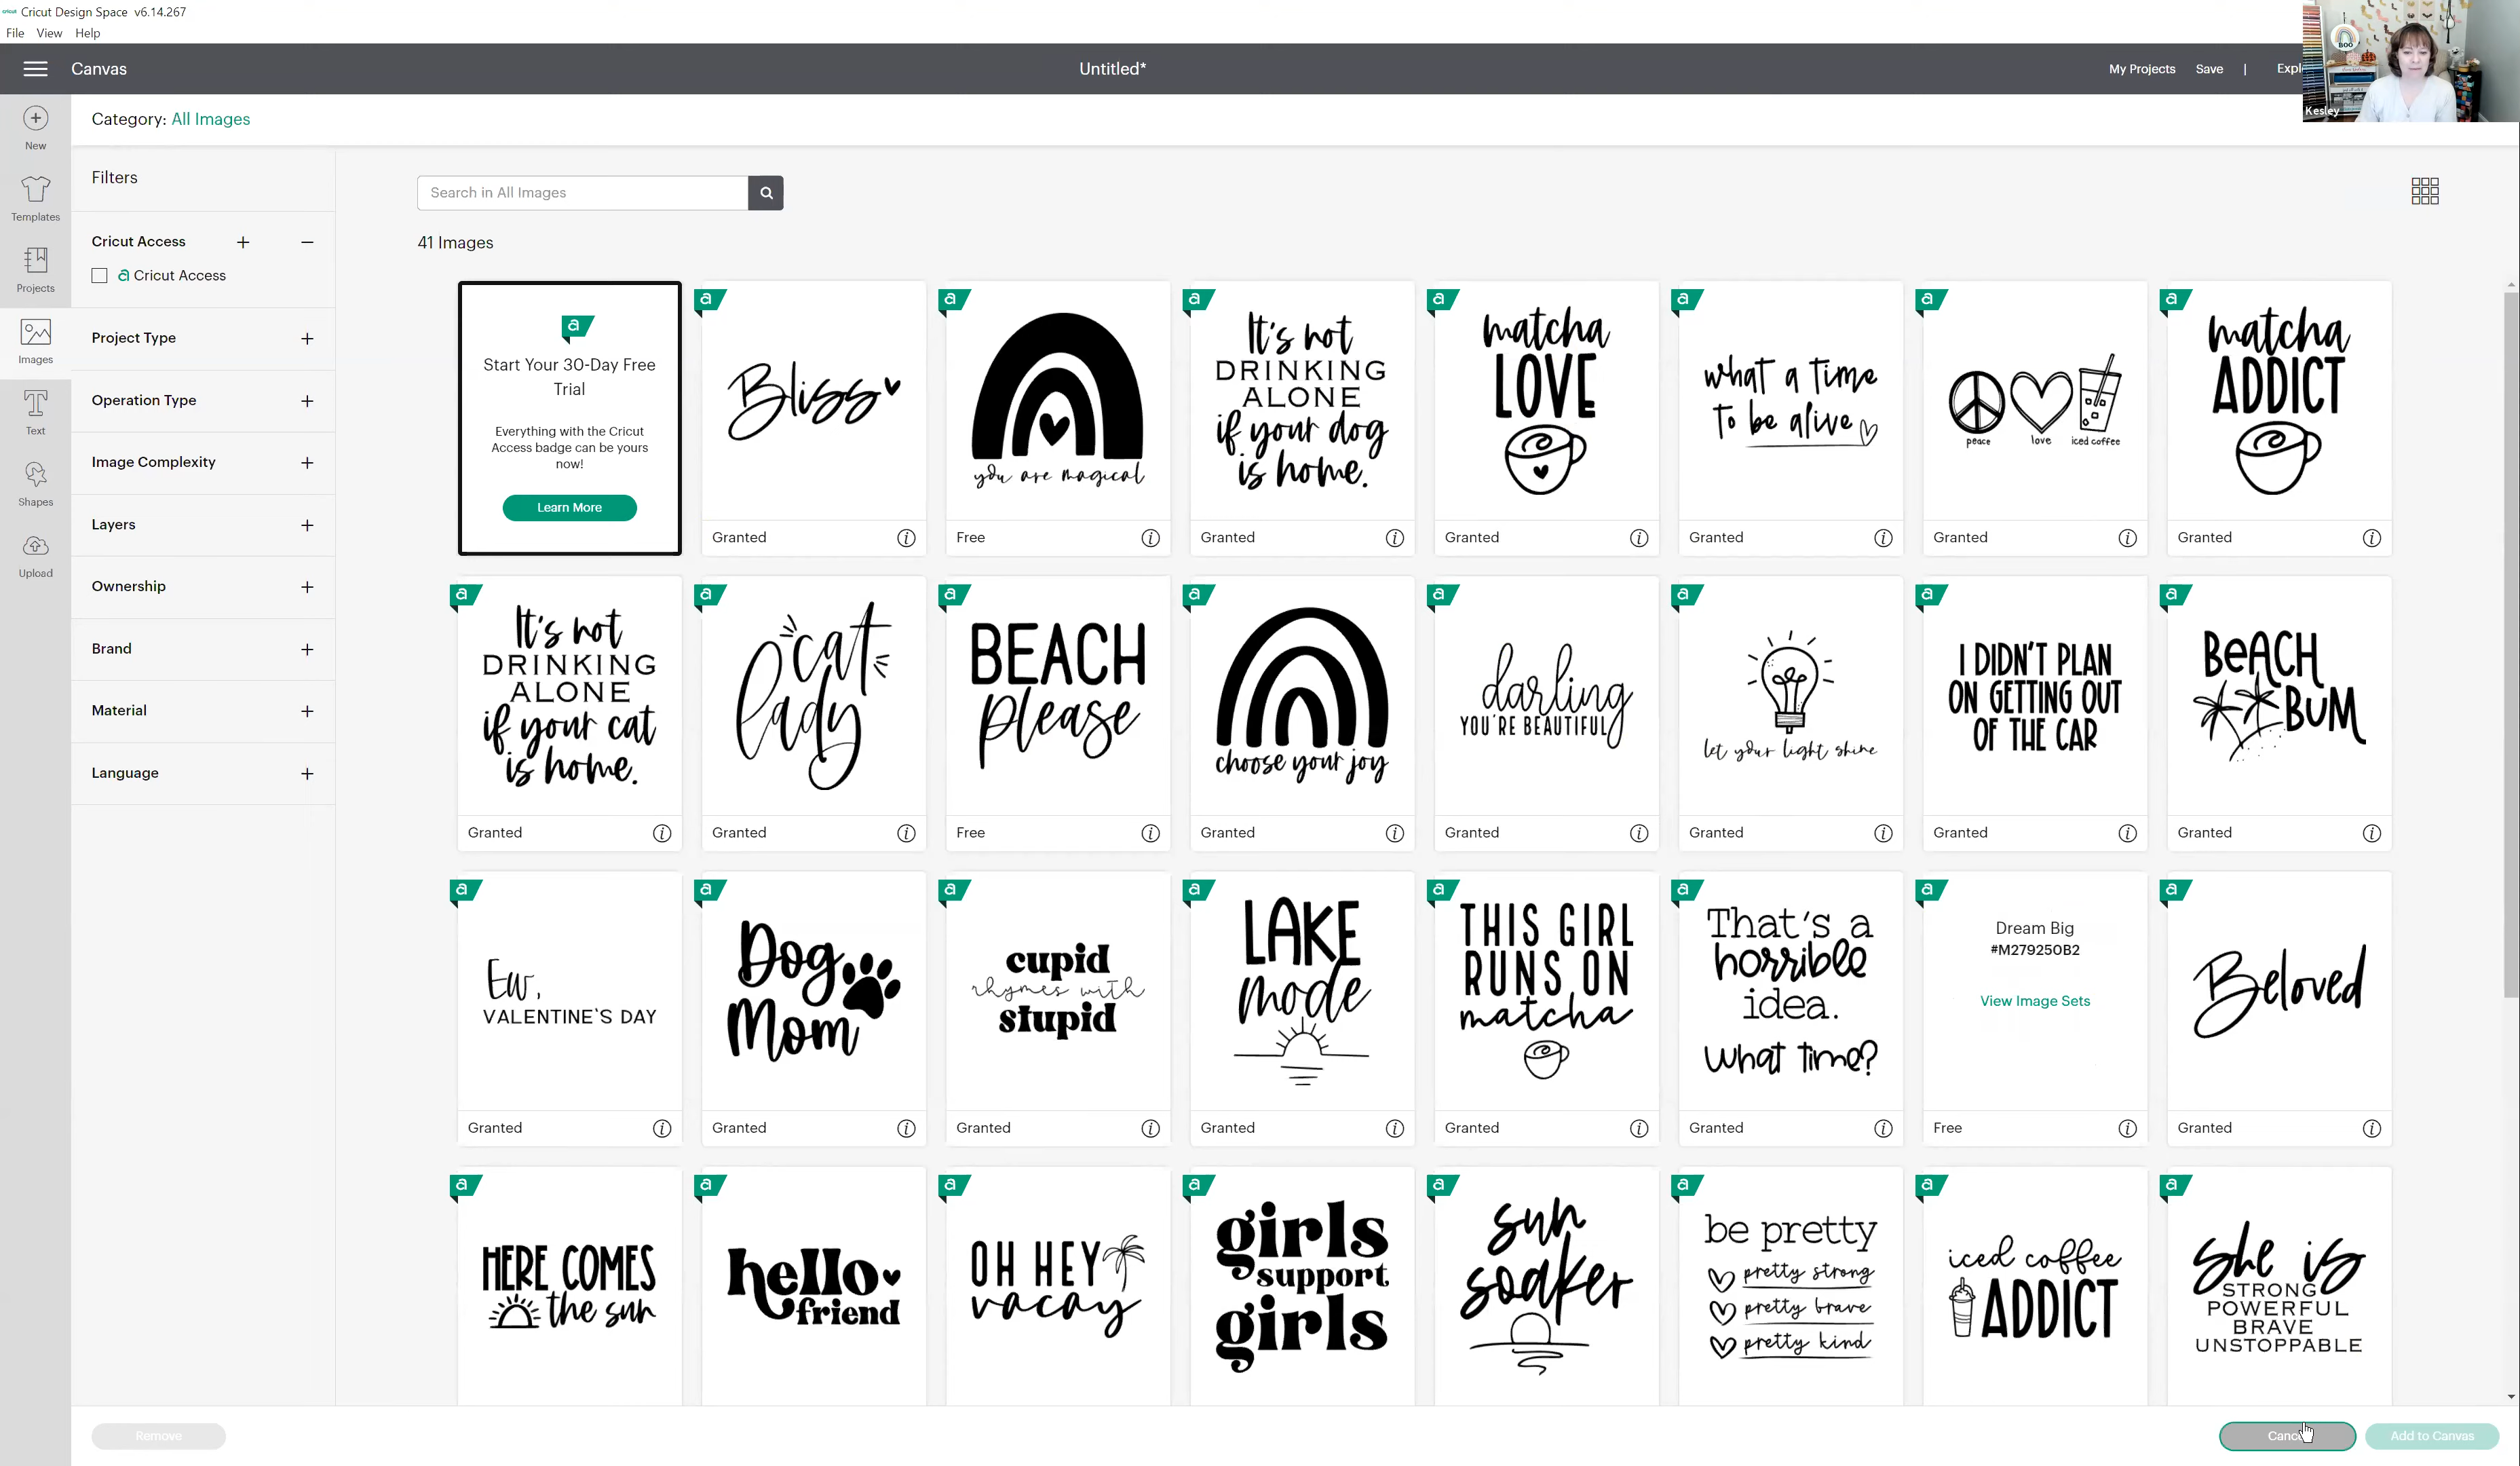 cricut Cricut Design Space v6.14.267
File View Help
Canvas
Untitled*
My Projects Save |
BOO
Kesley
New
Templates
Projects
Images
Text
Shapes
Upload
Category: All Images
Filters
Cricut Access + −
a Cricut Access
Project Type +
Operation Type +
Image Complexity +
Layers +
Ownership +
Brand +
Material +
Language +
Search in All Images
41 Images
a
Start Your 30-Day Free
Trial
Everything with the Cricut
Access badge can be yours
now!
Learn More
a
Bliss
Granted
a
you are magical
Free
a
It's not
DRINKING
ALONE
if your dog
is home.
Granted
a
matcha
LOVE
Granted
a
what a time
to be alive
Granted
a
peace love iced coffee
Granted
a
matcha
ADDICT
Granted
a
It's not
DRINKING
ALONE
if your cat
is home.
Granted
a
cat
lady
Granted
a
BEACH
please
Free
a
choose your joy
Granted
a
darling
YOU'RE BEAUTIFUL
Granted
a
let your light shine
Granted
a
I DIDN'T PLAN
ON GETTING OUT
OF THE CAR
Granted
a
BeACH
BuM
Granted
a
Ew,
VALENTINE'S DAY
Granted
a
Dog
Mom
Granted
a
cupid
rhymes with
stupid
Granted
a
LAKE
mode
Granted
a
THIS GIRL
RUNS ON
matcha
Granted
a
That's a
horrible
idea.
what time?
Granted
a
Dream Big
#M279250B2
View Image Sets
Free
a
Beloved
Granted
a
HERE COMES
the sun
a
hello
friend
a
OH HEY
vacay
a
girls
support
girls
a
sun
soaker
a
be pretty
pretty strong
pretty brave
pretty kind
a
iced coffee
ADDICT
a
she is
STRONG
POWERFUL
BRAVE
UNSTOPPABLE
Remove
Add to Canvas